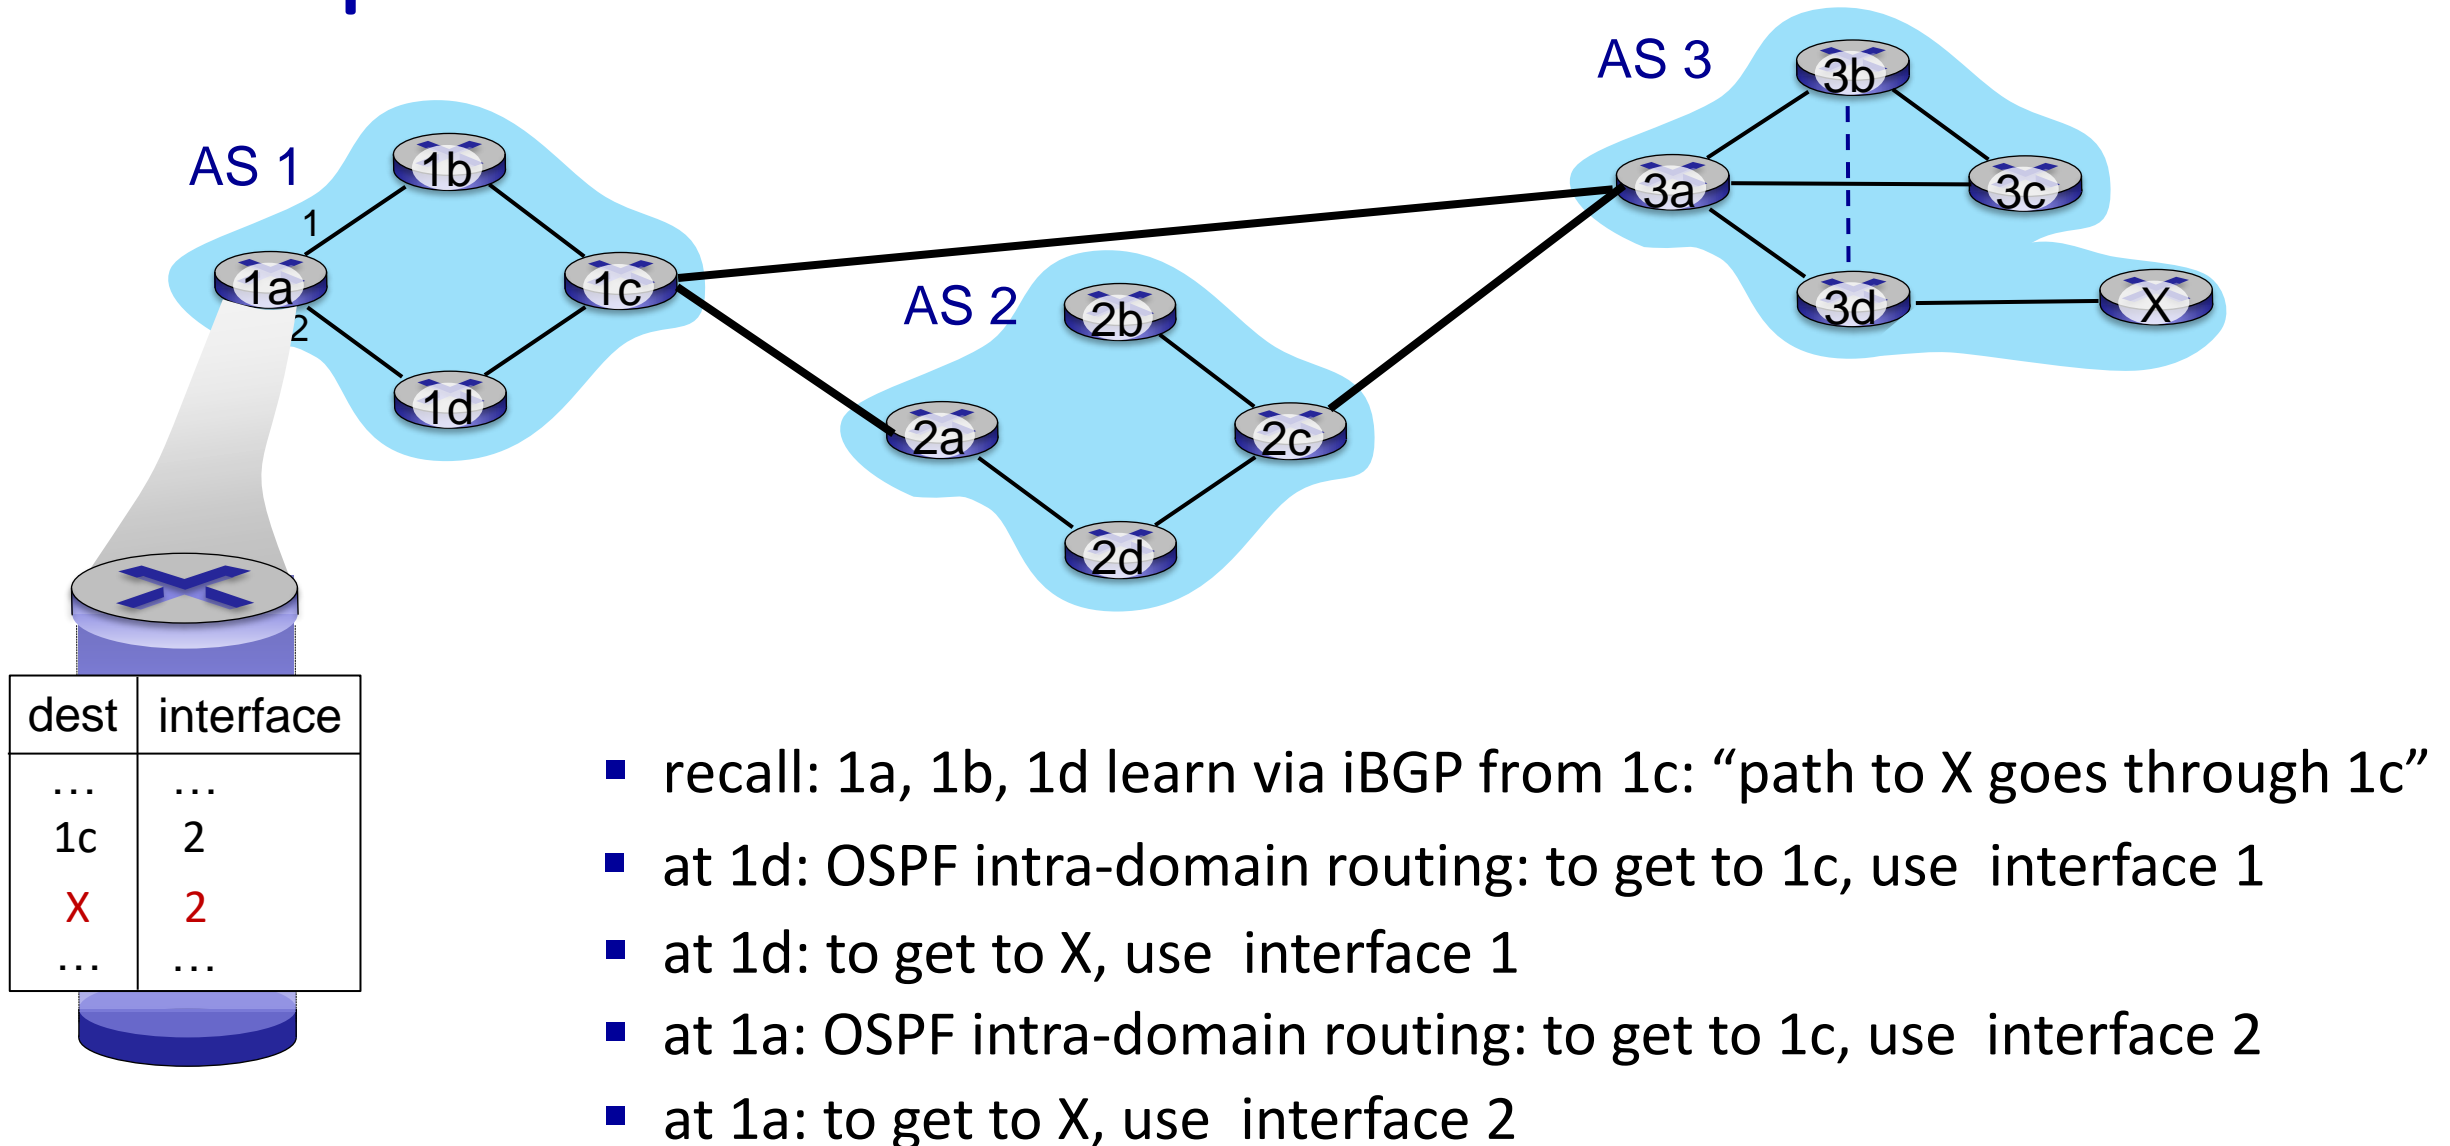 AS 3
3b
AS 1
1b
3a
3c
1
1a
1c
AS 2
2b
3d
X
2
1d
2a
2c
2d
dest interface
... ...
1c 2
X 2
... ...
▪ recall: 1a, 1b, 1d learn via iBGP from 1c: “path to X goes through 1c”
▪ at 1d: OSPF intra-domain routing: to get to 1c, use interface 1
▪ at 1d: to get to X, use interface 1
▪ at 1a: OSPF intra-domain routing: to get to 1c, use interface 2
▪ at 1a: to get to X, use interface 2